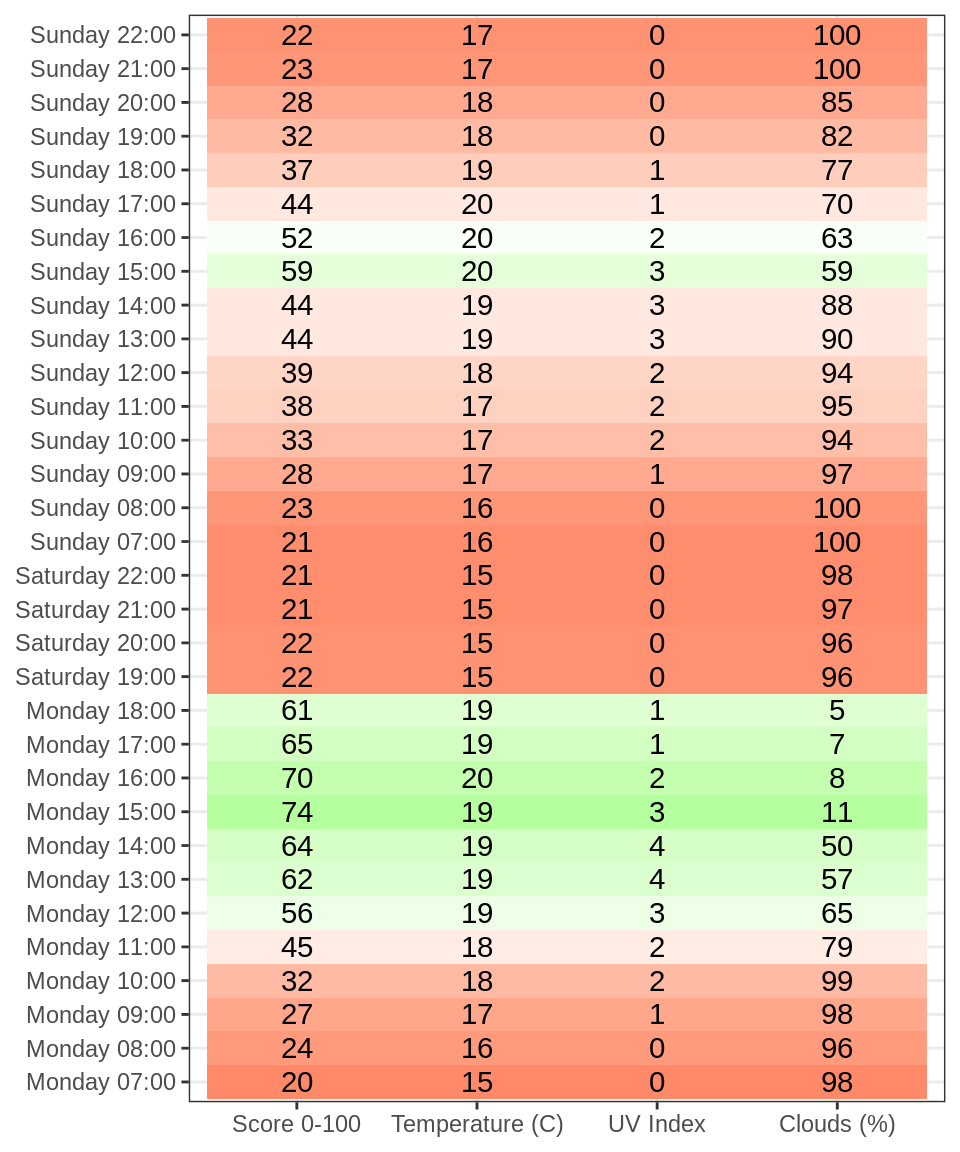 Sunday 22:00 22 17 0 100
Sunday 21:00 23 17 0 100
Sunday 20:00 28 18 0 85
Sunday 19:00 32 18 0 82
Sunday 18:00 37 19 1 77
Sunday 17:00 44 20 1 70
Sunday 16:00 52 20 2 63
Sunday 15:00 59 20 3 59
Sunday 14:00 44 19 3 88
Sunday 13:00 44 19 3 90
Sunday 12:00 39 18 2 94
Sunday 11:00 38 17 2 95
Sunday 10:00 33 17 2 94
Sunday 09:00 28 17 1 97
Sunday 08:00 23 16 0 100
Sunday 07:00 21 16 0 100
Saturday 22:00 21 15 0 98
Saturday 21:00 21 15 0 97
Saturday 20:00 22 15 0 96
Saturday 19:00 22 15 0 96
Monday 18:00 61 19 1 5
Monday 17:00 65 19 1 7
Monday 16:00 70 20 2 8
Monday 15:00 74 19 3 11
Monday 14:00 64 19 4 50
Monday 13:00 62 19 4 57
Monday 12:00 56 19 3 65
Monday 11:00 45 18 2 79
Monday 10:00 32 18 2 99
Monday 09:00 27 17 1 98
Monday 08:00 24 16 0 96
Monday 07:00 20 15 0 98
Score 0-100 Temperature (C) UV Index Clouds (%)